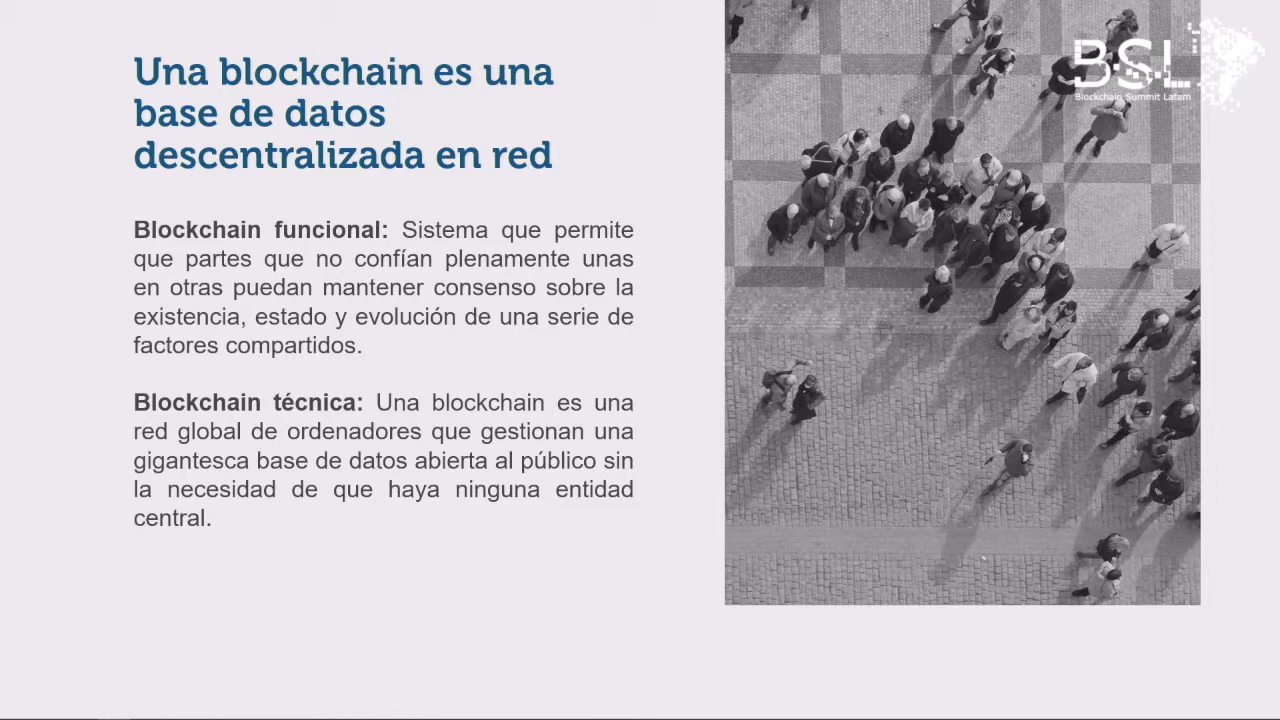 Una blockchain es una
base de datos
descentralizada en red
Blockchain funcional: Sistema que permite
que partes que no confían plenamente unas
en otras puedan mantener consenso sobre la
existencia, estado y evolución de una serie de
factores compartidos.
Blockchain técnica: Una blockchain es una
red global de ordenadores que gestionan una
gigantesca base de datos abierta al público sin
la necesidad de que haya ninguna entidad
central.
BSL
Blockchain Summit Latam